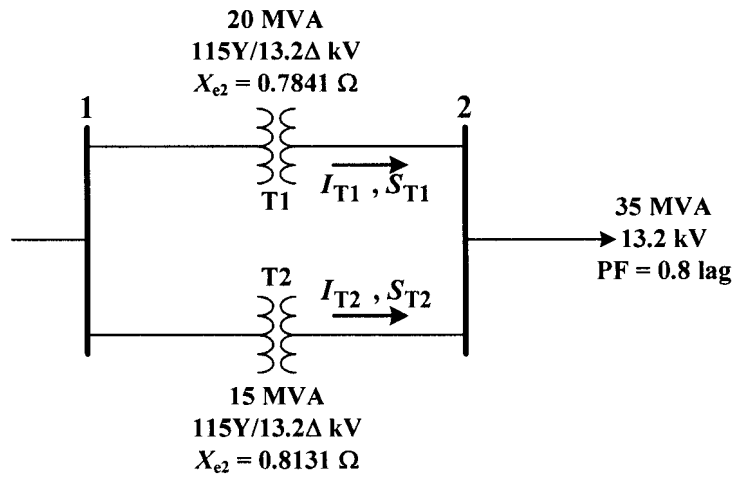 20 MVA
115Y/13.2Δ kV
Xe2 = 0.7841 Ω
1
2
T1
IT1 , ST1
35 MVA
13.2 kV
PF = 0.8 lag
T2
IT2 , ST2
15 MVA
115Y/13.2Δ kV
Xe2 = 0.8131 Ω